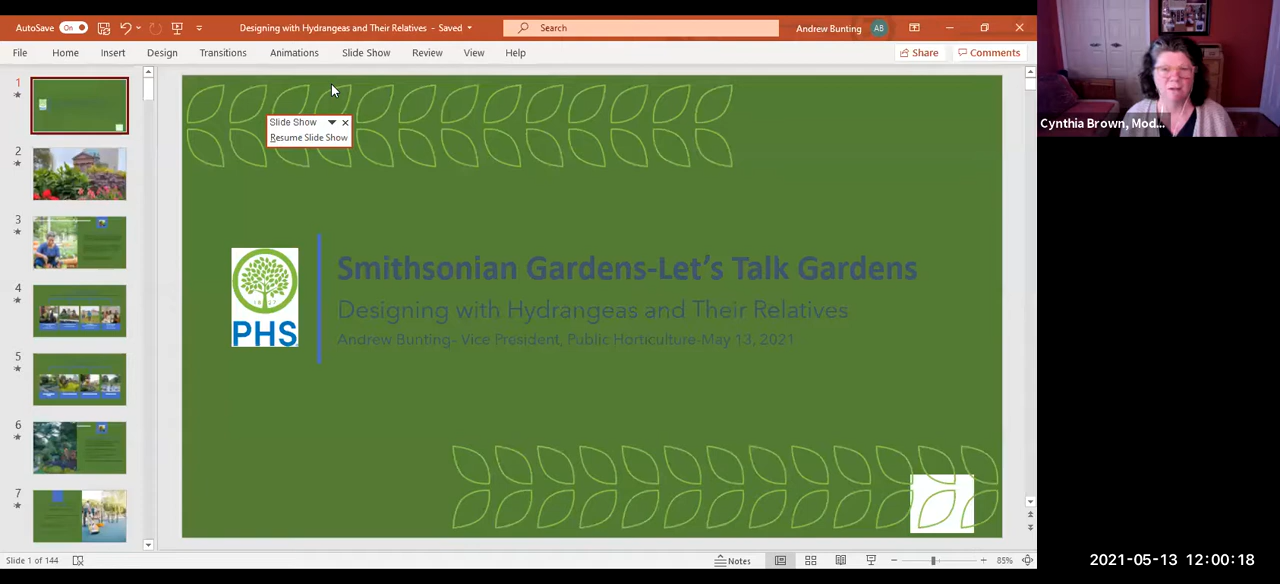 AutoSave On Designing with Hydrangeas and Their Relatives - Saved Search Andrew Bunting AB
File Home Insert Design Transitions Animations Slide Show Review View Help Share Comments
1
2
3
4
5
6
7
Slide Show
Resume Slide Show
1827
PHS
Smithsonian Gardens-Let's Talk Gardens
Designing with Hydrangeas and Their Relatives
Andrew Bunting- Vice President, Public Horticulture-May 13, 2021
Slide 1 of 144 Notes 85%
Cynthia Brown, Mod...
2021-05-13 12:00:18